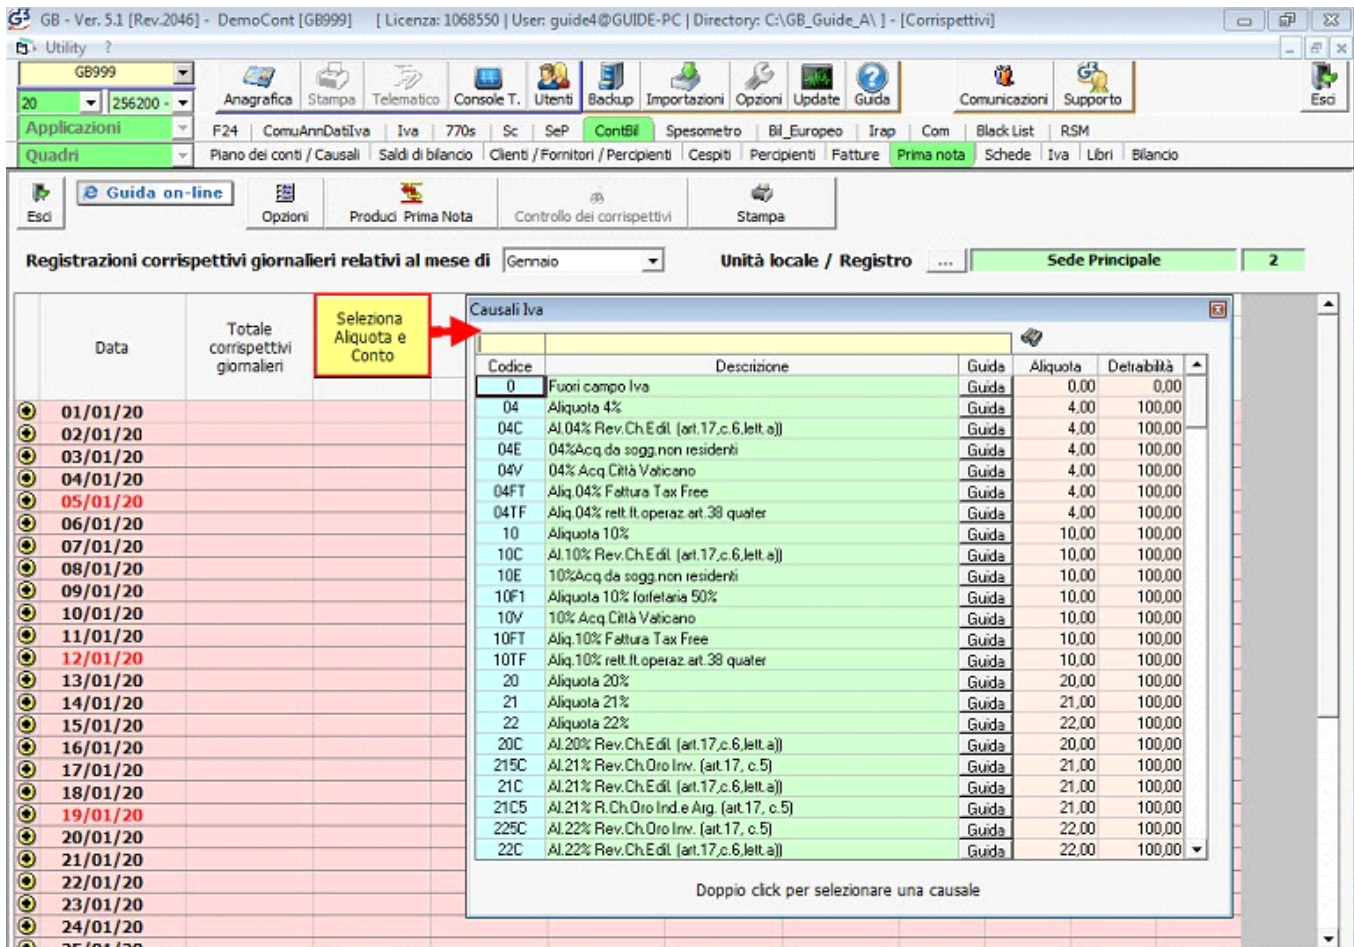 GB - Ver. 5.1 [Rev.2046] - DemoCont [GB999] [ Licenza: 1068550 | User: guide4@GUIDE-PC | Directory: C:\GB_Guide_A\ ] - [Corrispettivi]
Utility ?
GB999
20 256200 -
Anagrafica Stampa Telematico Console T. Utenti Backup Importazioni Opzioni Update Guida Comunicazioni Supporto Esci
Applicazioni F24 ComuAnnDatiIva Iva 770s Sc SeP ContBil Spesometro Bil_Europeo Irap Com Black List RSM
Quadri Piano dei conti / Causali Saldi di bilancio Clienti / Fornitori / Percipienti Cespiti Percipienti Fatture Prima nota Schede Iva Libri Bilancio
Esci Guida on-line Opzioni Produci Prima Nota Controllo dei corrispettivi Stampa
Registrazioni corrispettivi giornalieri relativi al mese di Gennaio Unità locale / Registro ... Sede Principale 2
Data
Totale
corrispettivi
giornalieri
Seleziona
Aliquota e
Conto
01/01/20
02/01/20
03/01/20
04/01/20
05/01/20
06/01/20
07/01/20
08/01/20
09/01/20
10/01/20
11/01/20
12/01/20
13/01/20
14/01/20
15/01/20
16/01/20
17/01/20
18/01/20
19/01/20
20/01/20
21/01/20
22/01/20
23/01/20
24/01/20
Causali Iva
Codice Descrizione Guida Aliquota Detraibilità
0 Fuori campo Iva Guida 0,00 0,00
04 Aliquota 4% Guida 4,00 100,00
04C Al.04% Rev.Ch.Edil. (art.17,c.6,lett.a)) Guida 4,00 100,00
04E 04%Acq.da sogg.non residenti Guida 4,00 100,00
04V 04% Acq.Città Vaticano Guida 4,00 100,00
04FT Aliq.04% Fattura Tax Free Guida 4,00 100,00
04TF Aliq.04% rett.ft.operaz.art.38 quater Guida 4,00 100,00
10 Aliquota 10% Guida 10,00 100,00
10C Al.10% Rev.Ch.Edil. (art.17,c.6,lett.a)) Guida 10,00 100,00
10E 10%Acq.da sogg.non residenti Guida 10,00 100,00
10F1 Aliquota 10% forfetaria 50% Guida 10,00 100,00
10V 10% Acq.Città Vaticano Guida 10,00 100,00
10FT Aliq.10% Fattura Tax Free Guida 10,00 100,00
10TF Aliq.10% rett.ft.operaz.art.38 quater Guida 10,00 100,00
20 Aliquota 20% Guida 20,00 100,00
21 Aliquota 21% Guida 21,00 100,00
22 Aliquota 22% Guida 22,00 100,00
20C Al.20% Rev.Ch.Edil. (art.17,c.6,lett.a)) Guida 20,00 100,00
215C Al.21% Rev.Ch.Oro Inv. (art.17, c.5) Guida 21,00 100,00
21C Al.21% Rev.Ch.Edil. (art.17,c.6,lett.a)) Guida 21,00 100,00
21C5 Al.21% R.Ch.Oro Ind.e Arg. (art.17, c.5) Guida 21,00 100,00
225C Al.22% Rev.Ch.Oro Inv. (art.17, c.5) Guida 22,00 100,00
22C Al.22% Rev.Ch.Edil. (art.17,c.6,lett.a)) Guida 22,00 100,00
Doppio click per selezionare una causale